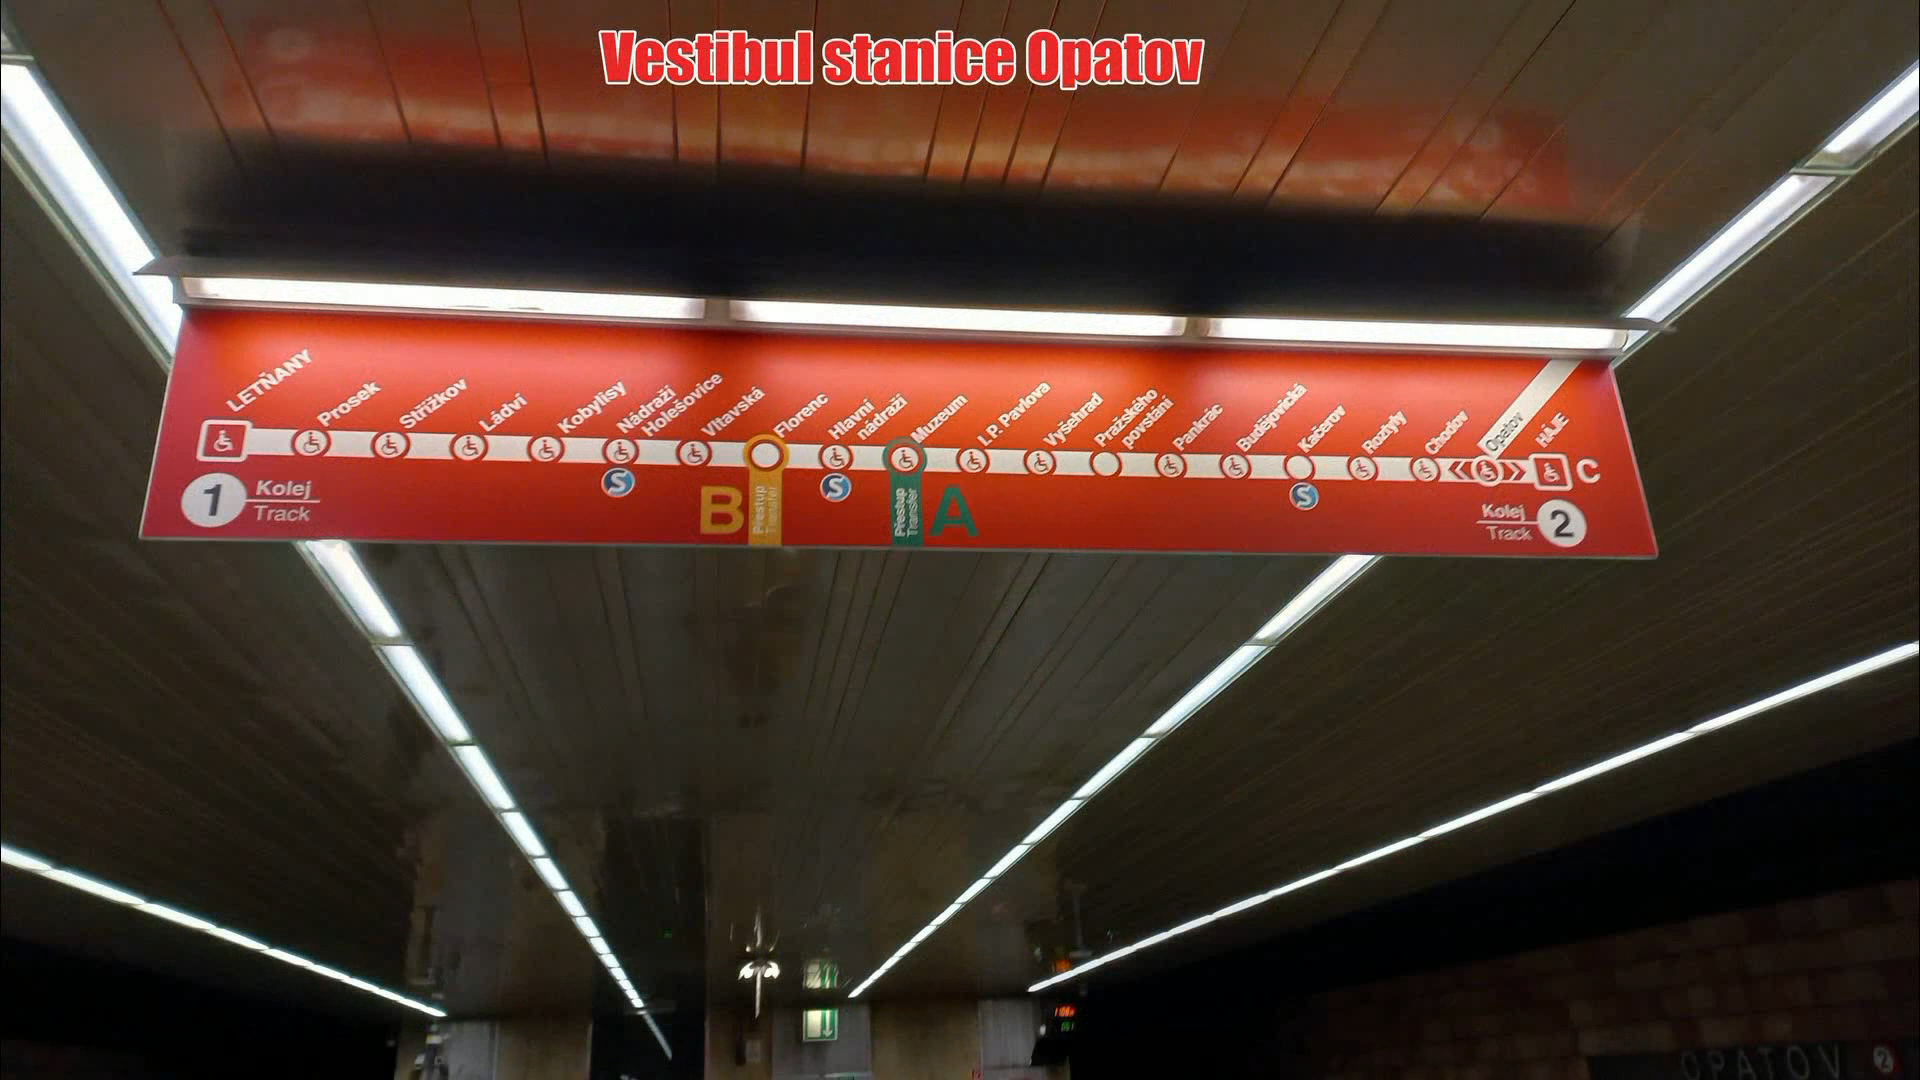 Vestibul stanice Opatov
LETŇANY
Prosek
Střížkov
Ládví
Kobylisy
Nádraží
Holešovice
Vltavská
Florenc
Hlavní
nádraží
Muzeum
I. P. Pavlova
Vyšehrad
Pražského
povstání
Pankrác
Budějovická
Kačerov
Roztyly
Chodov
Opatov
HÁJE
C
S
S
S
1
Kolej
Track
B
Přestup
Transfer
Přestup
Transfer
A
Kolej
Track
2
OPATOV 2